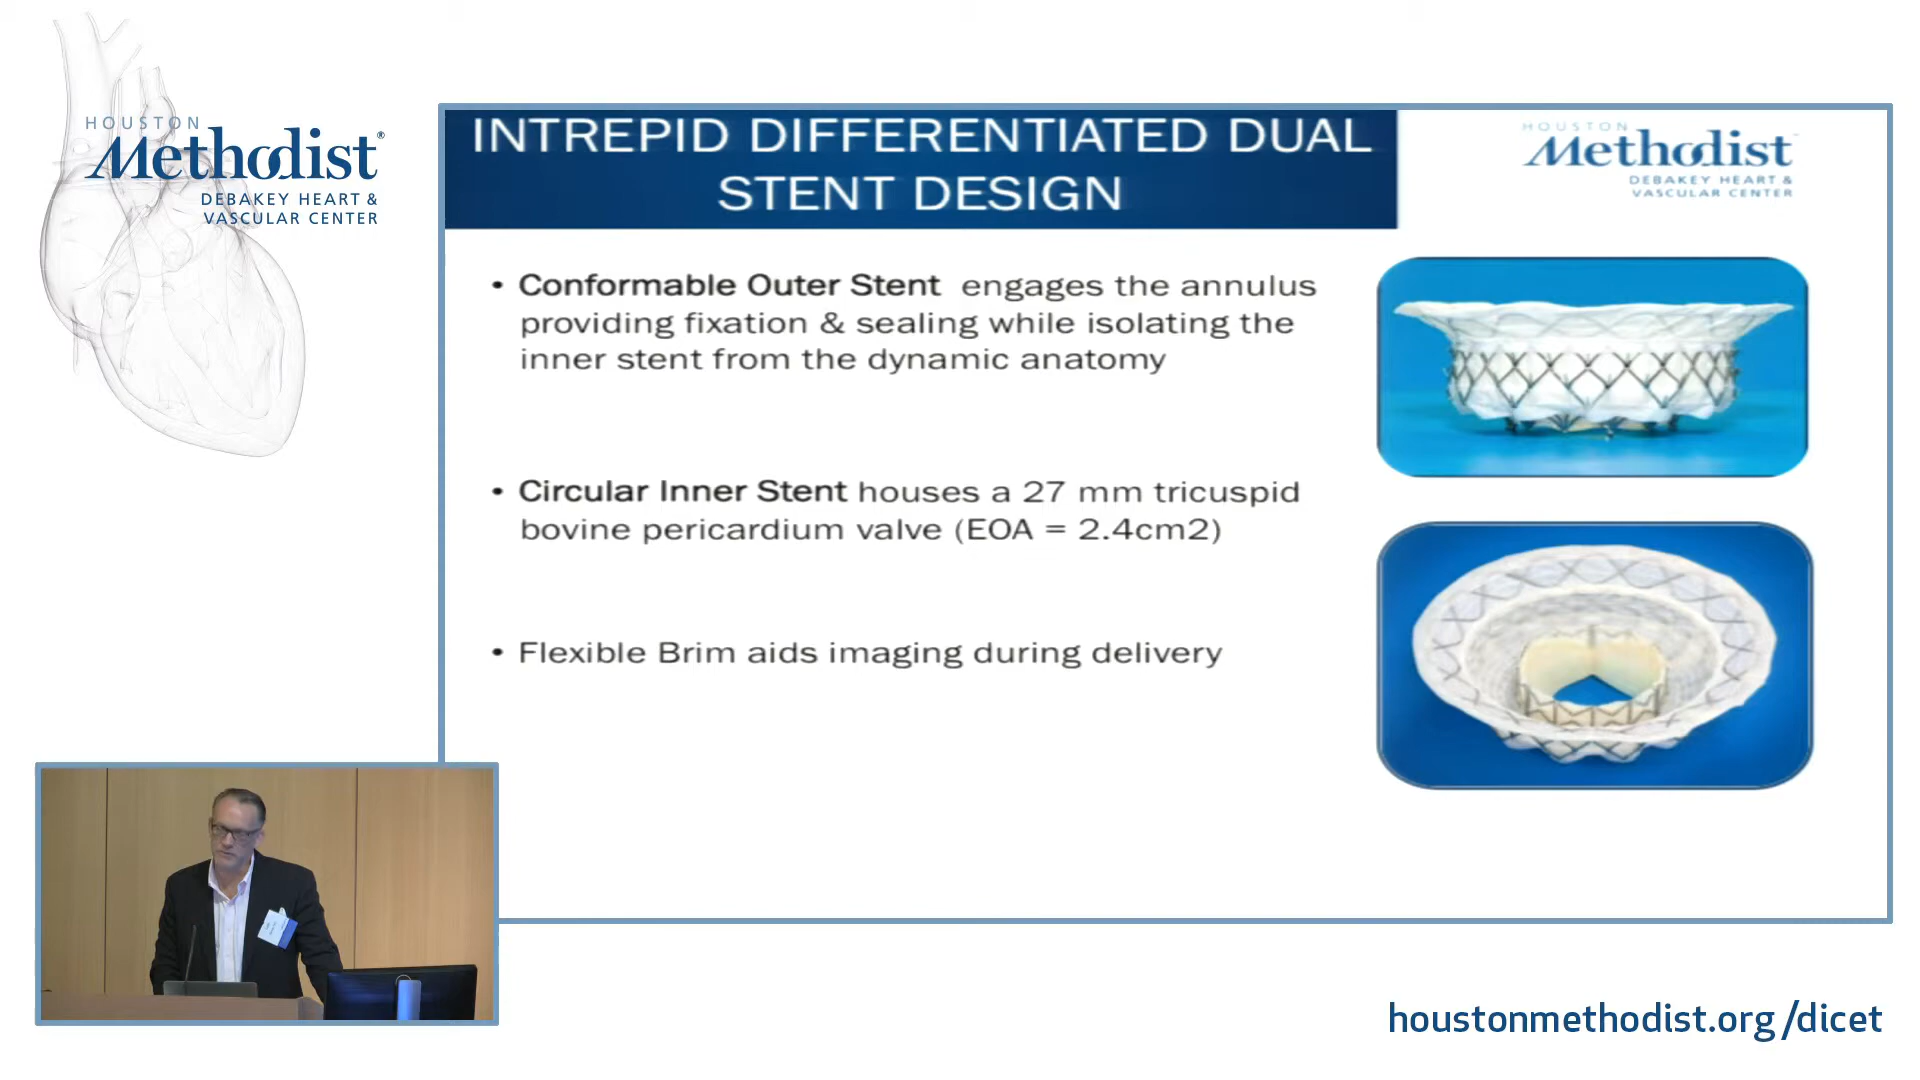 HOUSTON
Methodist®
DEBAKEY HEART &
VASCULAR CENTER
INTREPID DIFFERENTIATED DUAL
STENT DESIGN
HOUSTON
Methodist
DEBAKEY HEART &
VASCULAR CENTER
• Conformable Outer Stent engages the annulus
providing fixation & sealing while isolating the
inner stent from the dynamic anatomy
• Circular Inner Stent houses a 27 mm tricuspid
bovine pericardium valve (EOA = 2.4cm2)
• Flexible Brim aids imaging during delivery
houstonmethodist.org/dicet